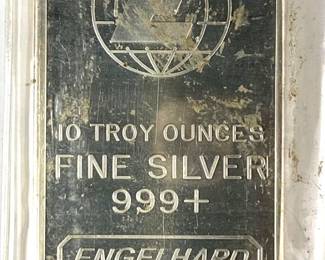 10 TROY OUNCES
FINE SILVER
999+
ENGELHARD